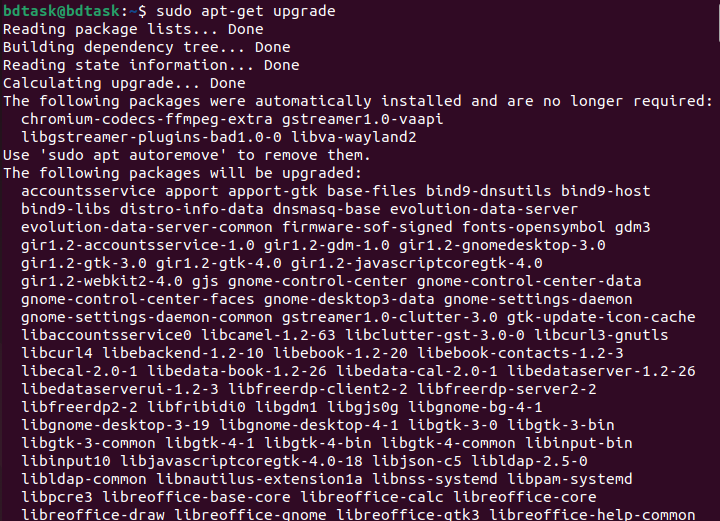 bdtask@bdtask:~$ sudo apt-get upgrade
Reading package lists... Done
Building dependency tree... Done
Reading state information... Done
Calculating upgrade... Done
The following packages were automatically installed and are no longer required:
  chromium-codecs-ffmpeg-extra gstreamer1.0-vaapi
  libgstreamer-plugins-bad1.0-0 libva-wayland2
Use 'sudo apt autoremove' to remove them.
The following packages will be upgraded:
  accountsservice apport apport-gtk base-files bind9-dnsutils bind9-host
  bind9-libs distro-info-data dnsmasq-base evolution-data-server
  evolution-data-server-common firmware-sof-signed fonts-opensymbol gdm3
  gir1.2-accountsservice-1.0 gir1.2-gdm-1.0 gir1.2-gnomedesktop-3.0
  gir1.2-gtk-3.0 gir1.2-gtk-4.0 gir1.2-javascriptcoregtk-4.0
  gir1.2-webkit2-4.0 gjs gnome-control-center gnome-control-center-data
  gnome-control-center-faces gnome-desktop3-data gnome-settings-daemon
  gnome-settings-daemon-common gstreamer1.0-clutter-3.0 gtk-update-icon-cache
  libaccountsservice0 libcamel-1.2-63 libclutter-gst-3.0-0 libcurl3-gnutls
  libcurl4 libebackend-1.2-10 libebook-1.2-20 libebook-contacts-1.2-3
  libecal-2.0-1 libedata-book-1.2-26 libedata-cal-2.0-1 libedataserver-1.2-26
  libedataserverui-1.2-3 libfreerdp-client2-2 libfreerdp-server2-2
  libfreerdp2-2 libfribidi0 libgdm1 libgjs0g libgnome-bg-4-1
  libgnome-desktop-3-19 libgnome-desktop-4-1 libgtk-3-0 libgtk-3-bin
  libgtk-3-common libgtk-4-1 libgtk-4-bin libgtk-4-common libinput-bin
  libinput10 libjavascriptcoregtk-4.0-18 libjson-c5 libldap-2.5-0
  libldap-common libnautilus-extension1a libnss-systemd libpam-systemd
  libpcre3 libreoffice-base-core libreoffice-calc libreoffice-core
  libreoffice-draw libreoffice-gnome libreoffice-gtk3 libreoffice-help-common